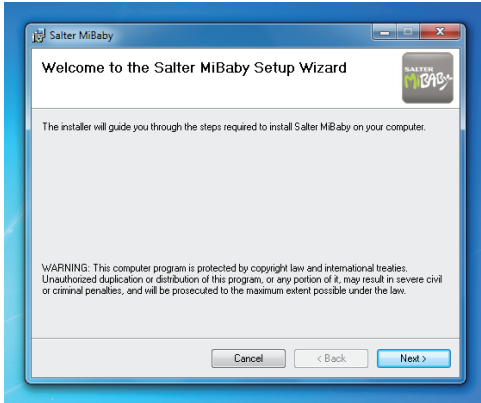 Salter MiBaby
Welcome to the Salter MiBaby Setup Wizard
SALTER
MiBABY
The installer will guide you through the steps required to install Salter MiBaby on your computer.
WARNING: This computer program is protected by copyright law and international treaties.
Unauthorized duplication or distribution of this program, or any portion of it, may result in severe civil
or criminal penalties, and will be prosecuted to the maximum extent possible under the law.
Cancel
< Back
Next >